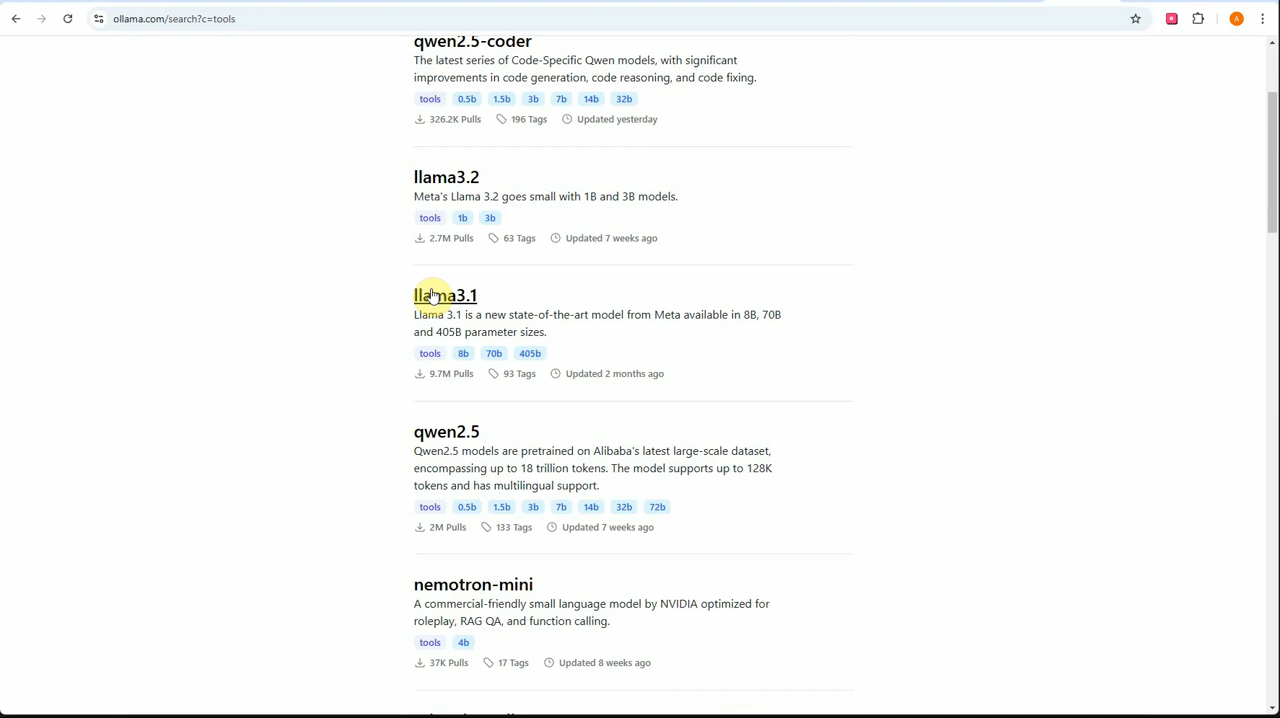 ollama.com/search?c=tools
A
qwen2.5-coder
The latest series of Code-Specific Qwen models, with significant
improvements in code generation, code reasoning, and code fixing.
tools 0.5b 1.5b 3b 7b 14b 32b
326.2K Pulls 196 Tags Updated yesterday
llama3.2
Meta's Llama 3.2 goes small with 1B and 3B models.
tools 1b 3b
2.7M Pulls 63 Tags Updated 7 weeks ago
llama3.1
Llama 3.1 is a new state-of-the-art model from Meta available in 8B, 70B
and 405B parameter sizes.
tools 8b 70b 405b
9.7M Pulls 93 Tags Updated 2 months ago
qwen2.5
Qwen2.5 models are pretrained on Alibaba's latest large-scale dataset,
encompassing up to 18 trillion tokens. The model supports up to 128K
tokens and has multilingual support.
tools 0.5b 1.5b 3b 7b 14b 32b 72b
2M Pulls 133 Tags Updated 7 weeks ago
nemotron-mini
A commercial-friendly small language model by NVIDIA optimized for
roleplay, RAG QA, and function calling.
tools 4b
37K Pulls 17 Tags Updated 8 weeks ago